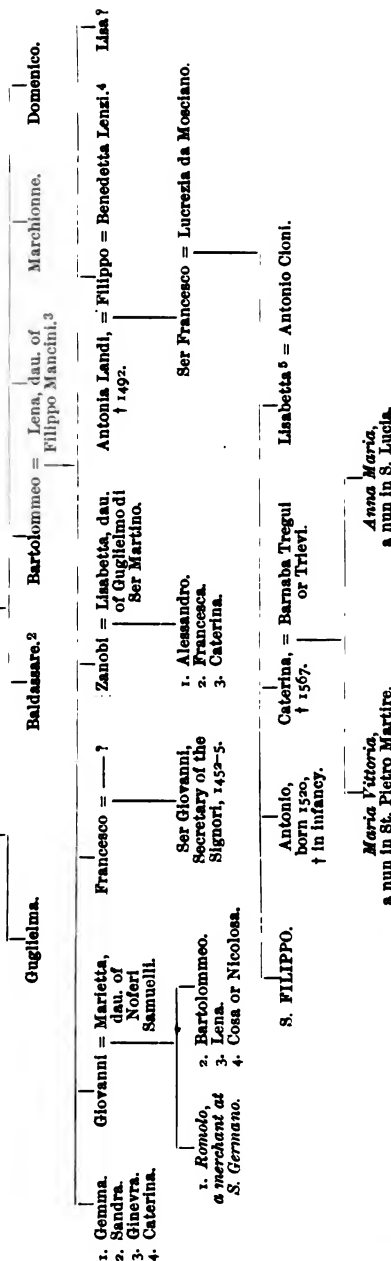 Guglielma.
Baldassare.²
Bartolommeo = Lena, dau. of
Filippo Mancini.³
Marchionne.
Domenico.
1. Gemma.
2. Sandra.
3. Ginevra.
4. Caterina.
Giovanni = Marietta,
dau. of
Noferi
Samuelli.
Francesco = —— ?
Zanobi = Lisabetta, dau.
of Guglielmo di
Ser Martino.
Antonia Landi, = Filippo = Benedetta Lenzi.⁴
† 1492.
Lisa ?
1. Romolo,
a merchant at
S. Germano.
2. Bartolommeo.
3. Lena.
4. Cosa or Nicolosa.
Ser Giovanni,
Secretary of the
Signori, 1452-5.
1. Alessandro.
2. Francesca.
3. Caterina.
Ser Francesco = Lucrezia da Mosciano.
S. FILIPPO.
Antonio,
born 1520,
† in infancy.
Caterina, = Barnaba Tregui
† 1567. or Trievi.
Lisabetta⁵ = Antonio Cioni.
Maria Vittoria,
a nun in St. Pietro Martire.
Anna Maria,
a nun in S. Lucia.